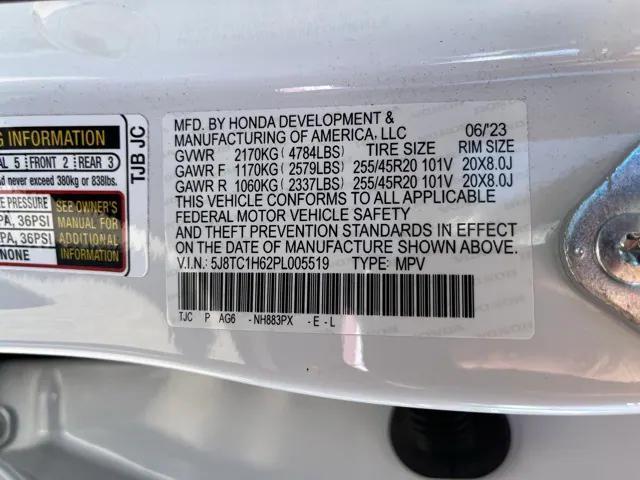 G INFORMATION
AL 5 FRONT 2 REAR 3
d never exceed 380kg or 838lbs.
E PRESSURE
PA, 36PSI
PA, 36PSI
NONE
SEE OWNER'S
MANUAL FOR
ADDITIONAL
INFORMATION
TJB JC
MFD. BY HONDA DEVELOPMENT &
MANUFACTURING OF AMERICA, LLC 06/'23
GVWR 2170KG (4784LBS) TIRE SIZE RIM SIZE
GAWR F 1170KG (2579LBS) 255/45R20 101V 20X8.0J
GAWR R 1060KG (2337LBS) 255/45R20 101V 20X8.0J
THIS VEHICLE CONFORMS TO ALL APPLICABLE
FEDERAL MOTOR VEHICLE SAFETY
AND THEFT PREVENTION STANDARDS IN EFFECT
ON THE DATE OF MANUFACTURE SHOWN ABOVE.
V.I.N.: 5J8TC1H62PL005519 TYPE: MPV
TJC P AG6 -NH883PX -E-L